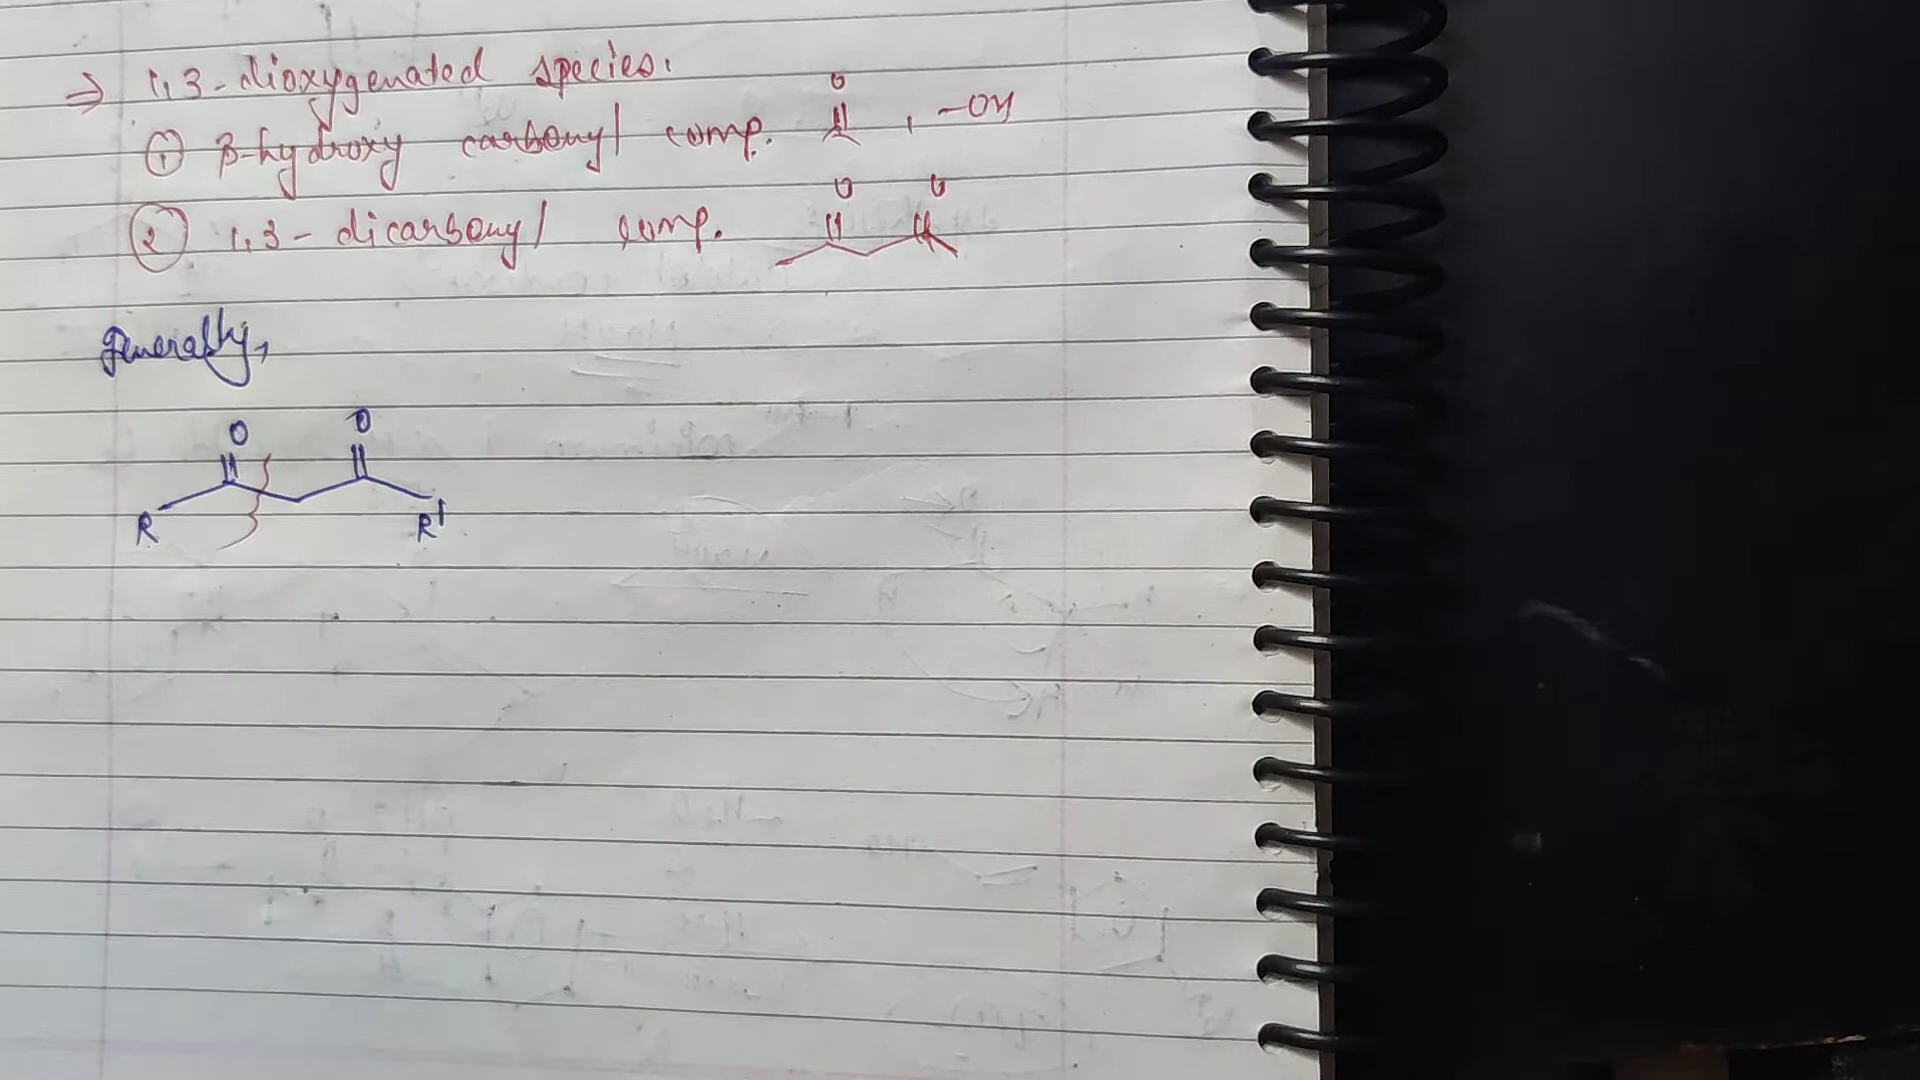 ⇒ 1,3-dioxygenated species.
① β-hydroxy carbonyl comp. O , -OH
② 1,3-dicarbonyl comp. O O
generally,
O O
R R'